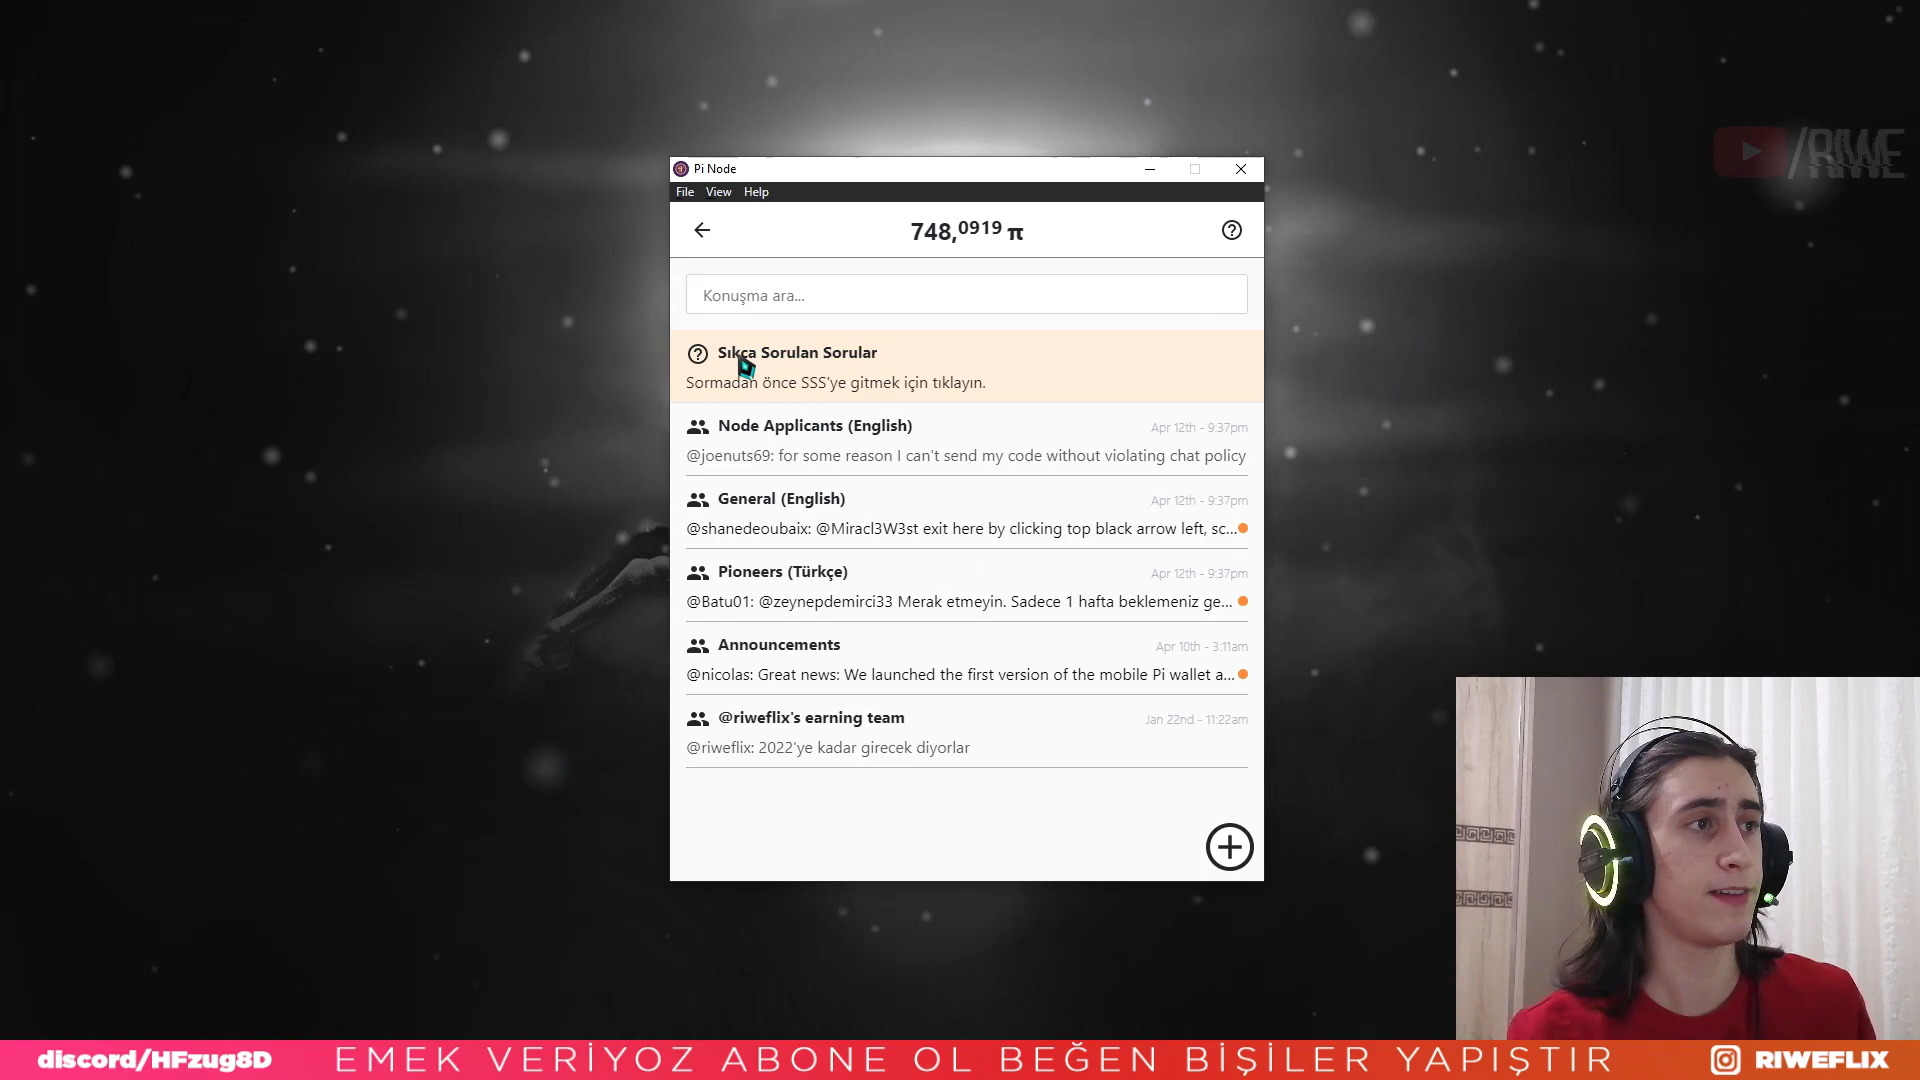 Pi Node
File View Help
748,0919 π
Konuşma ara...
Sıkça Sorulan Sorular
Sormadan önce SSS'ye gitmek için tıklayın.
Node Applicants (English)
Apr 12th - 9:37pm
@joenuts69: for some reason I can't send my code without violating chat policy
General (English)
Apr 12th - 9:37pm
@shanedeoubaix: @Miracl3W3st exit here by clicking top black arrow left, sc...
Pioneers (Türkçe)
Apr 12th - 9:37pm
@Batu01: @zeynepdemirci33 Merak etmeyin. Sadece 1 hafta beklemeniz ge...
Announcements
Apr 10th - 3:11am
@nicolas: Great news: We launched the first version of the mobile Pi wallet a...
@riweflix's earning team
Jan 22nd - 11:22am
@riweflix: 2022'ye kadar girecek diyorlar
/RIWE
discord/HFzug8D
EMEK VERİYOZ ABONE OL BEĞEN BİŞİLER YAPIŞTIR
RIWEFLIX